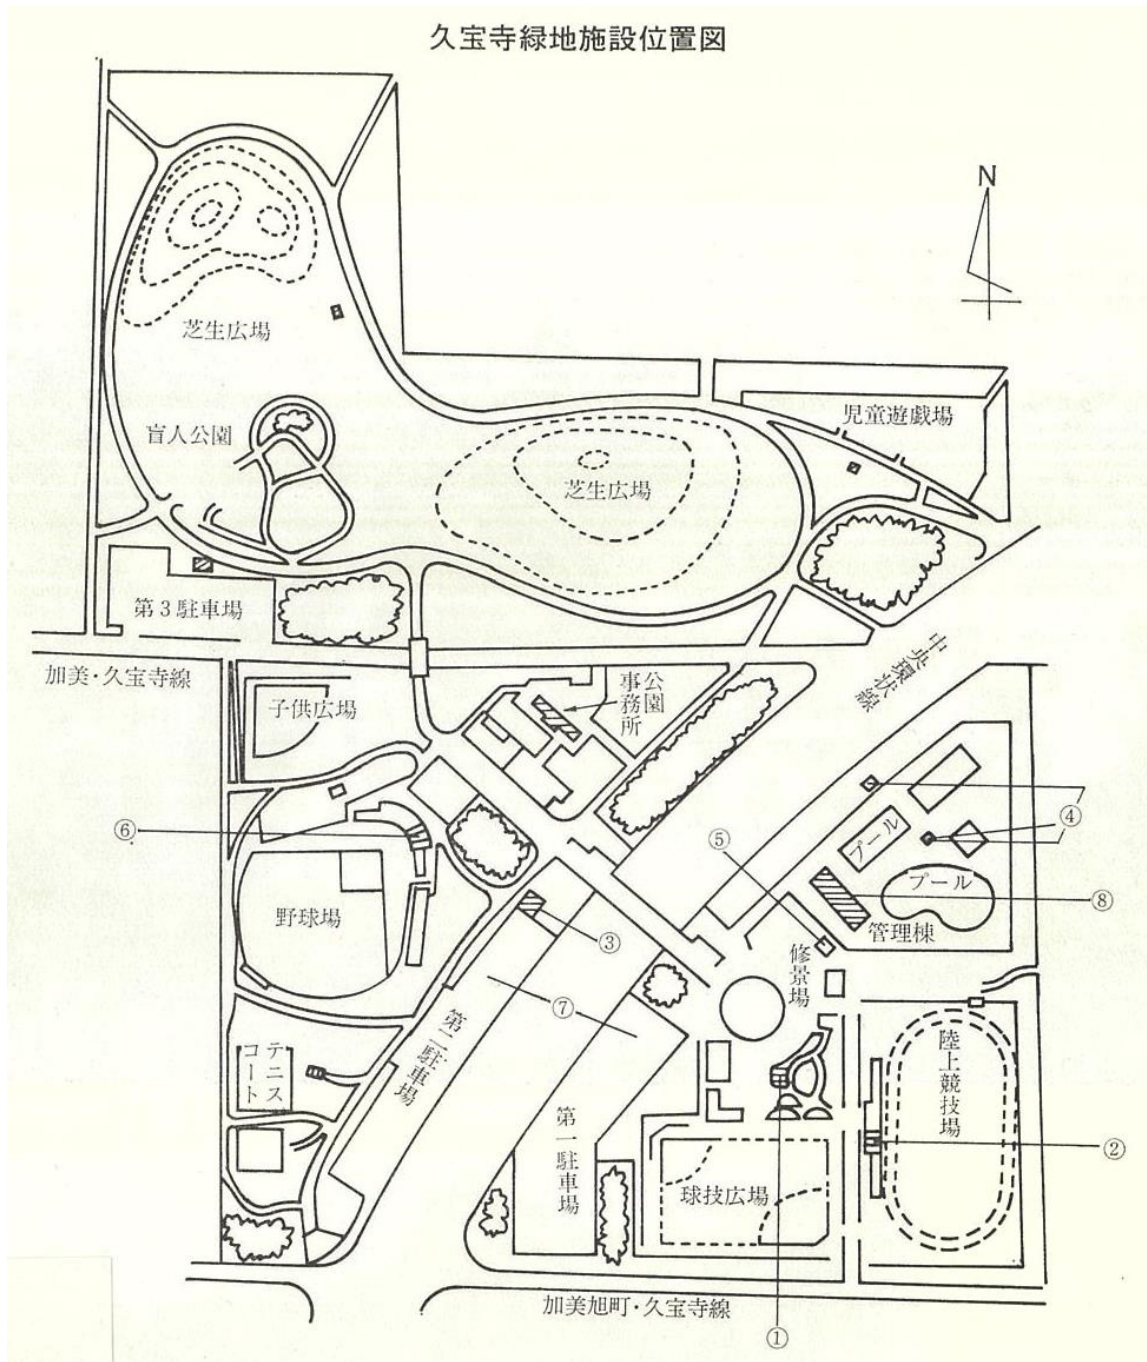 久宝寺緑地施設位置図
N
芝生広場
児童遊戯場
盲人公園
芝生広場
第3駐車場
中央環状線
加美・久宝寺線
公園
事務所
子供広場
④
⑥
⑤
プール
プール
⑧
野球場
管理棟
③
修景場
⑦
第二駐車場
テニス
コート
陸上競技場
第一駐車場
②
球技広場
加美旭町・久宝寺線
①